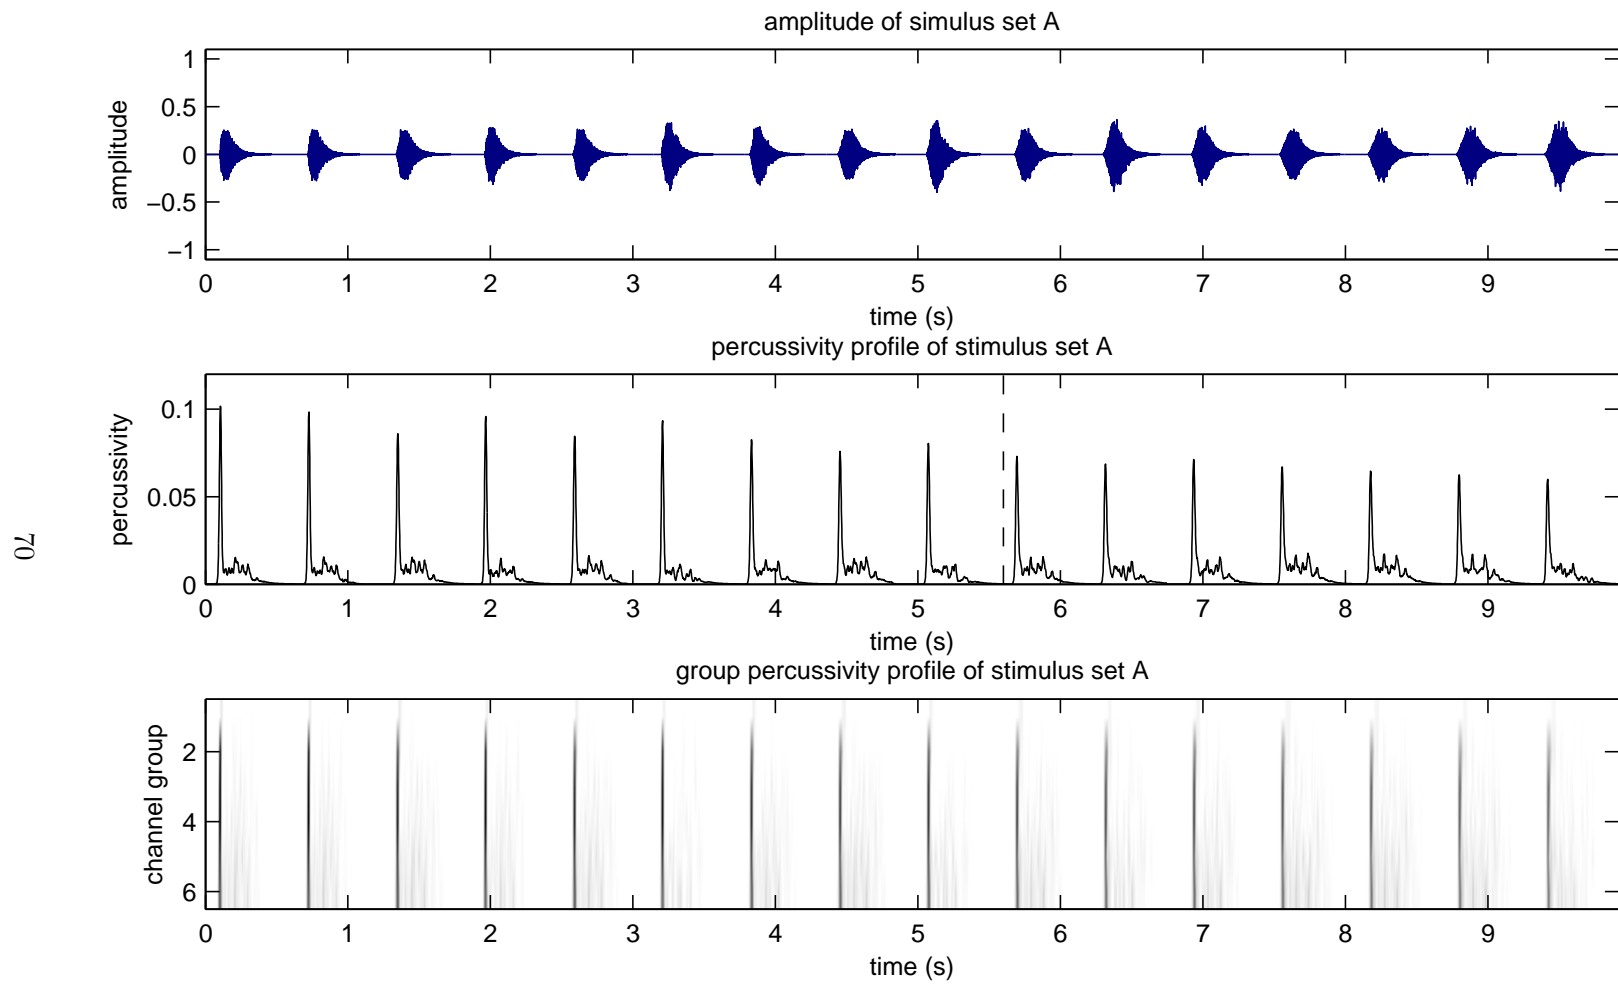 amplitude of simulus set A
1
0.5
0
−0.5
−1
amplitude
0 1 2 3 4 5 6 7 8 9
time (s)
percussivity profile of stimulus set A
0.1
0.05
0
percussivity
0 1 2 3 4 5 6 7 8 9
time (s)
70
group percussivity profile of stimulus set A
2
4
6
channel group
0 1 2 3 4 5 6 7 8 9
time (s)